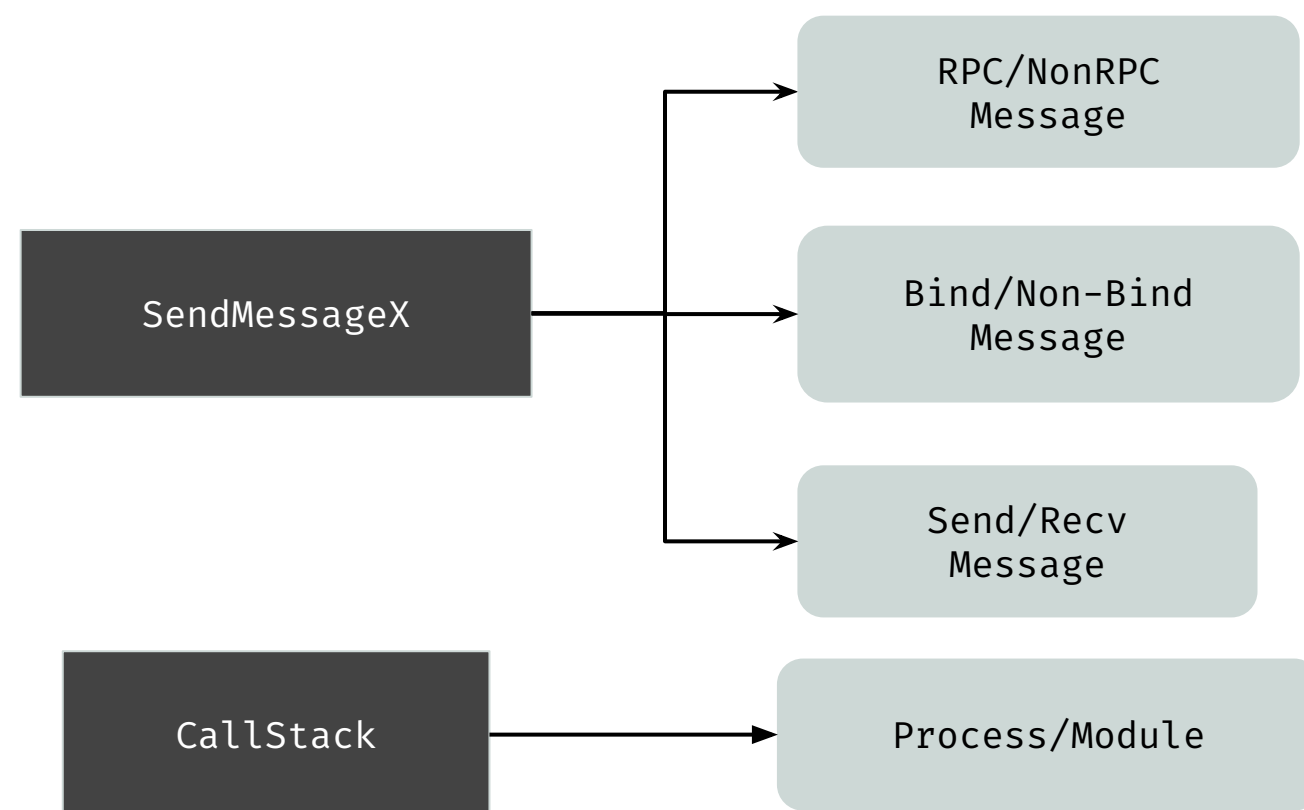 RPC/NonRPC
Message
SendMessageX
Bind/Non-Bind
Message
Send/Recv
Message
CallStack
Process/Module